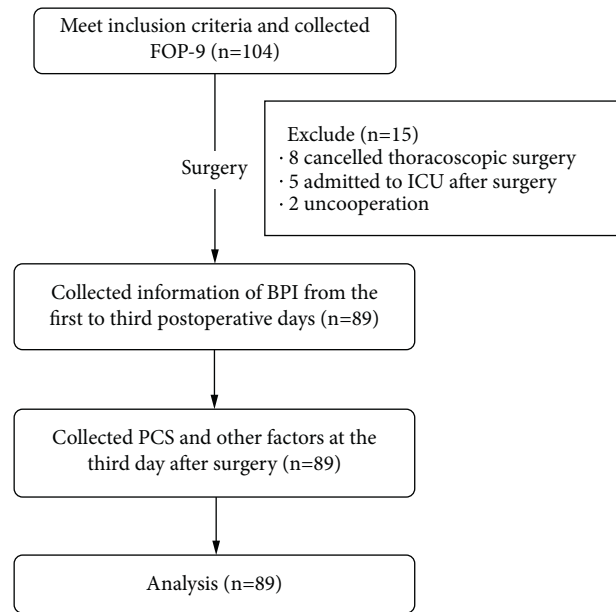 Meet inclusion criteria and collected
FOP-9 (n=104)
Surgery
Exclude (n=15)
· 8 cancelled thoracoscopic surgery
· 5 admitted to ICU after surgery
· 2 uncooperation
Collected information of BPI from the
first to third postoperative days (n=89)
Collected PCS and other factors at the
third day after surgery (n=89)
Analysis (n=89)